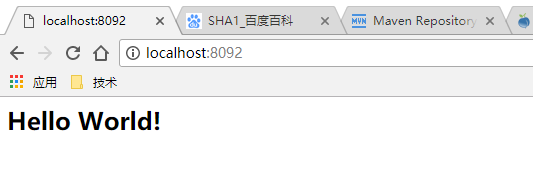 localhost:8092
SHA1_百度百科
MVN
Maven Repository
localhost:8092
应用
技术
Hello World!